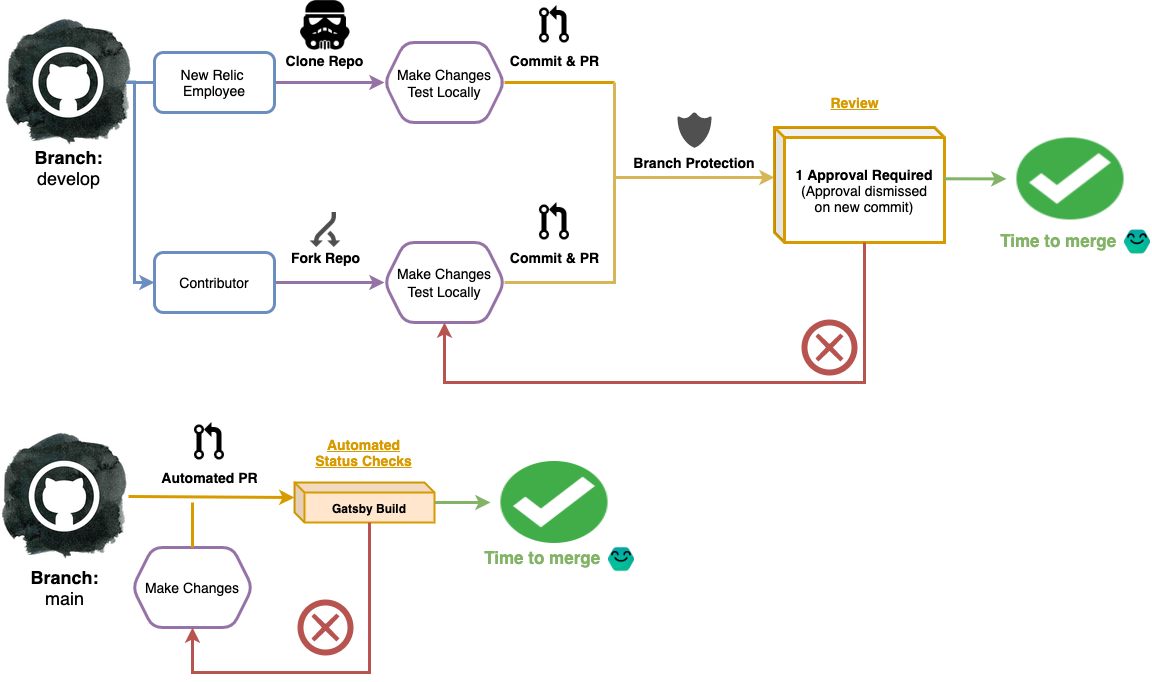 Clone Repo
Commit & PR
New Relic
Employee
Make Changes
Test Locally
Review
Branch:
develop
Branch Protection
1 Approval Required
(Approval dismissed
on new commit)
Time to merge
Fork Repo
Commit & PR
Contributor
Make Changes
Test Locally
Automated
Status Checks
Automated PR
Gatsby Build
Time to merge
Branch:
main
Make Changes